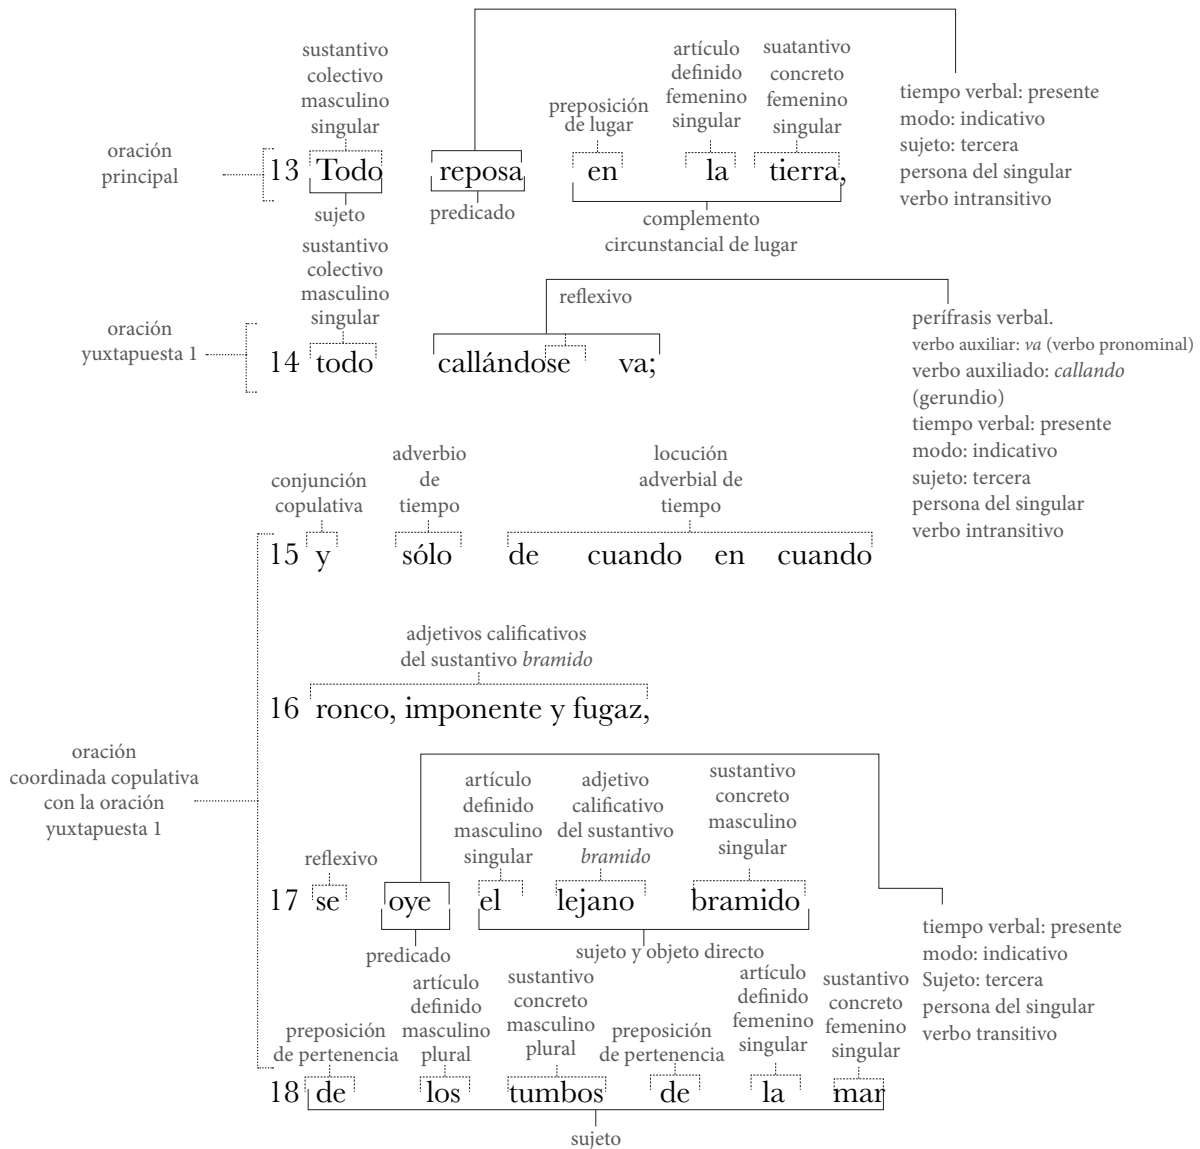 sustantivo
colectivo
masculino
singular
artículo
definido
femenino
singular
suatantivo
concreto
femenino
singular
preposición
de lugar
tiempo verbal: presente
modo: indicativo
sujeto: tercera
persona del singular
verbo intransitivo
oración
principal
13 Todo reposa en la tierra,
sujeto
predicado
complemento
circunstancial de lugar
sustantivo
colectivo
masculino
singular
reflexivo
oración
yuxtapuesta 1
14 todo callándose va;
perífrasis verbal.
verbo auxiliar: va (verbo pronominal)
verbo auxiliado: callando
(gerundio)
tiempo verbal: presente
modo: indicativo
sujeto: tercera
persona del singular
verbo intransitivo
conjunción
copulativa
adverbio
de
tiempo
locución
adverbial de
tiempo
15 y sólo de cuando en cuando
adjetivos calificativos
del sustantivo bramido
16 ronco, imponente y fugaz,
oración
coordinada copulativa
con la oración
yuxtapuesta 1
reflexivo
artículo
definido
masculino
singular
adjetivo
calificativo
del sustantivo
bramido
sustantivo
concreto
masculino
singular
17 se oye el lejano bramido
predicado
sujeto y objeto directo
tiempo verbal: presente
modo: indicativo
Sujeto: tercera
persona del singular
verbo transitivo
preposición
de pertenencia
artículo
definido
masculino
plural
sustantivo
concreto
masculino
plural
preposición
de pertenencia
artículo
definido
femenino
singular
sustantivo
concreto
femenino
singular
18 de los tumbos de la mar
sujeto